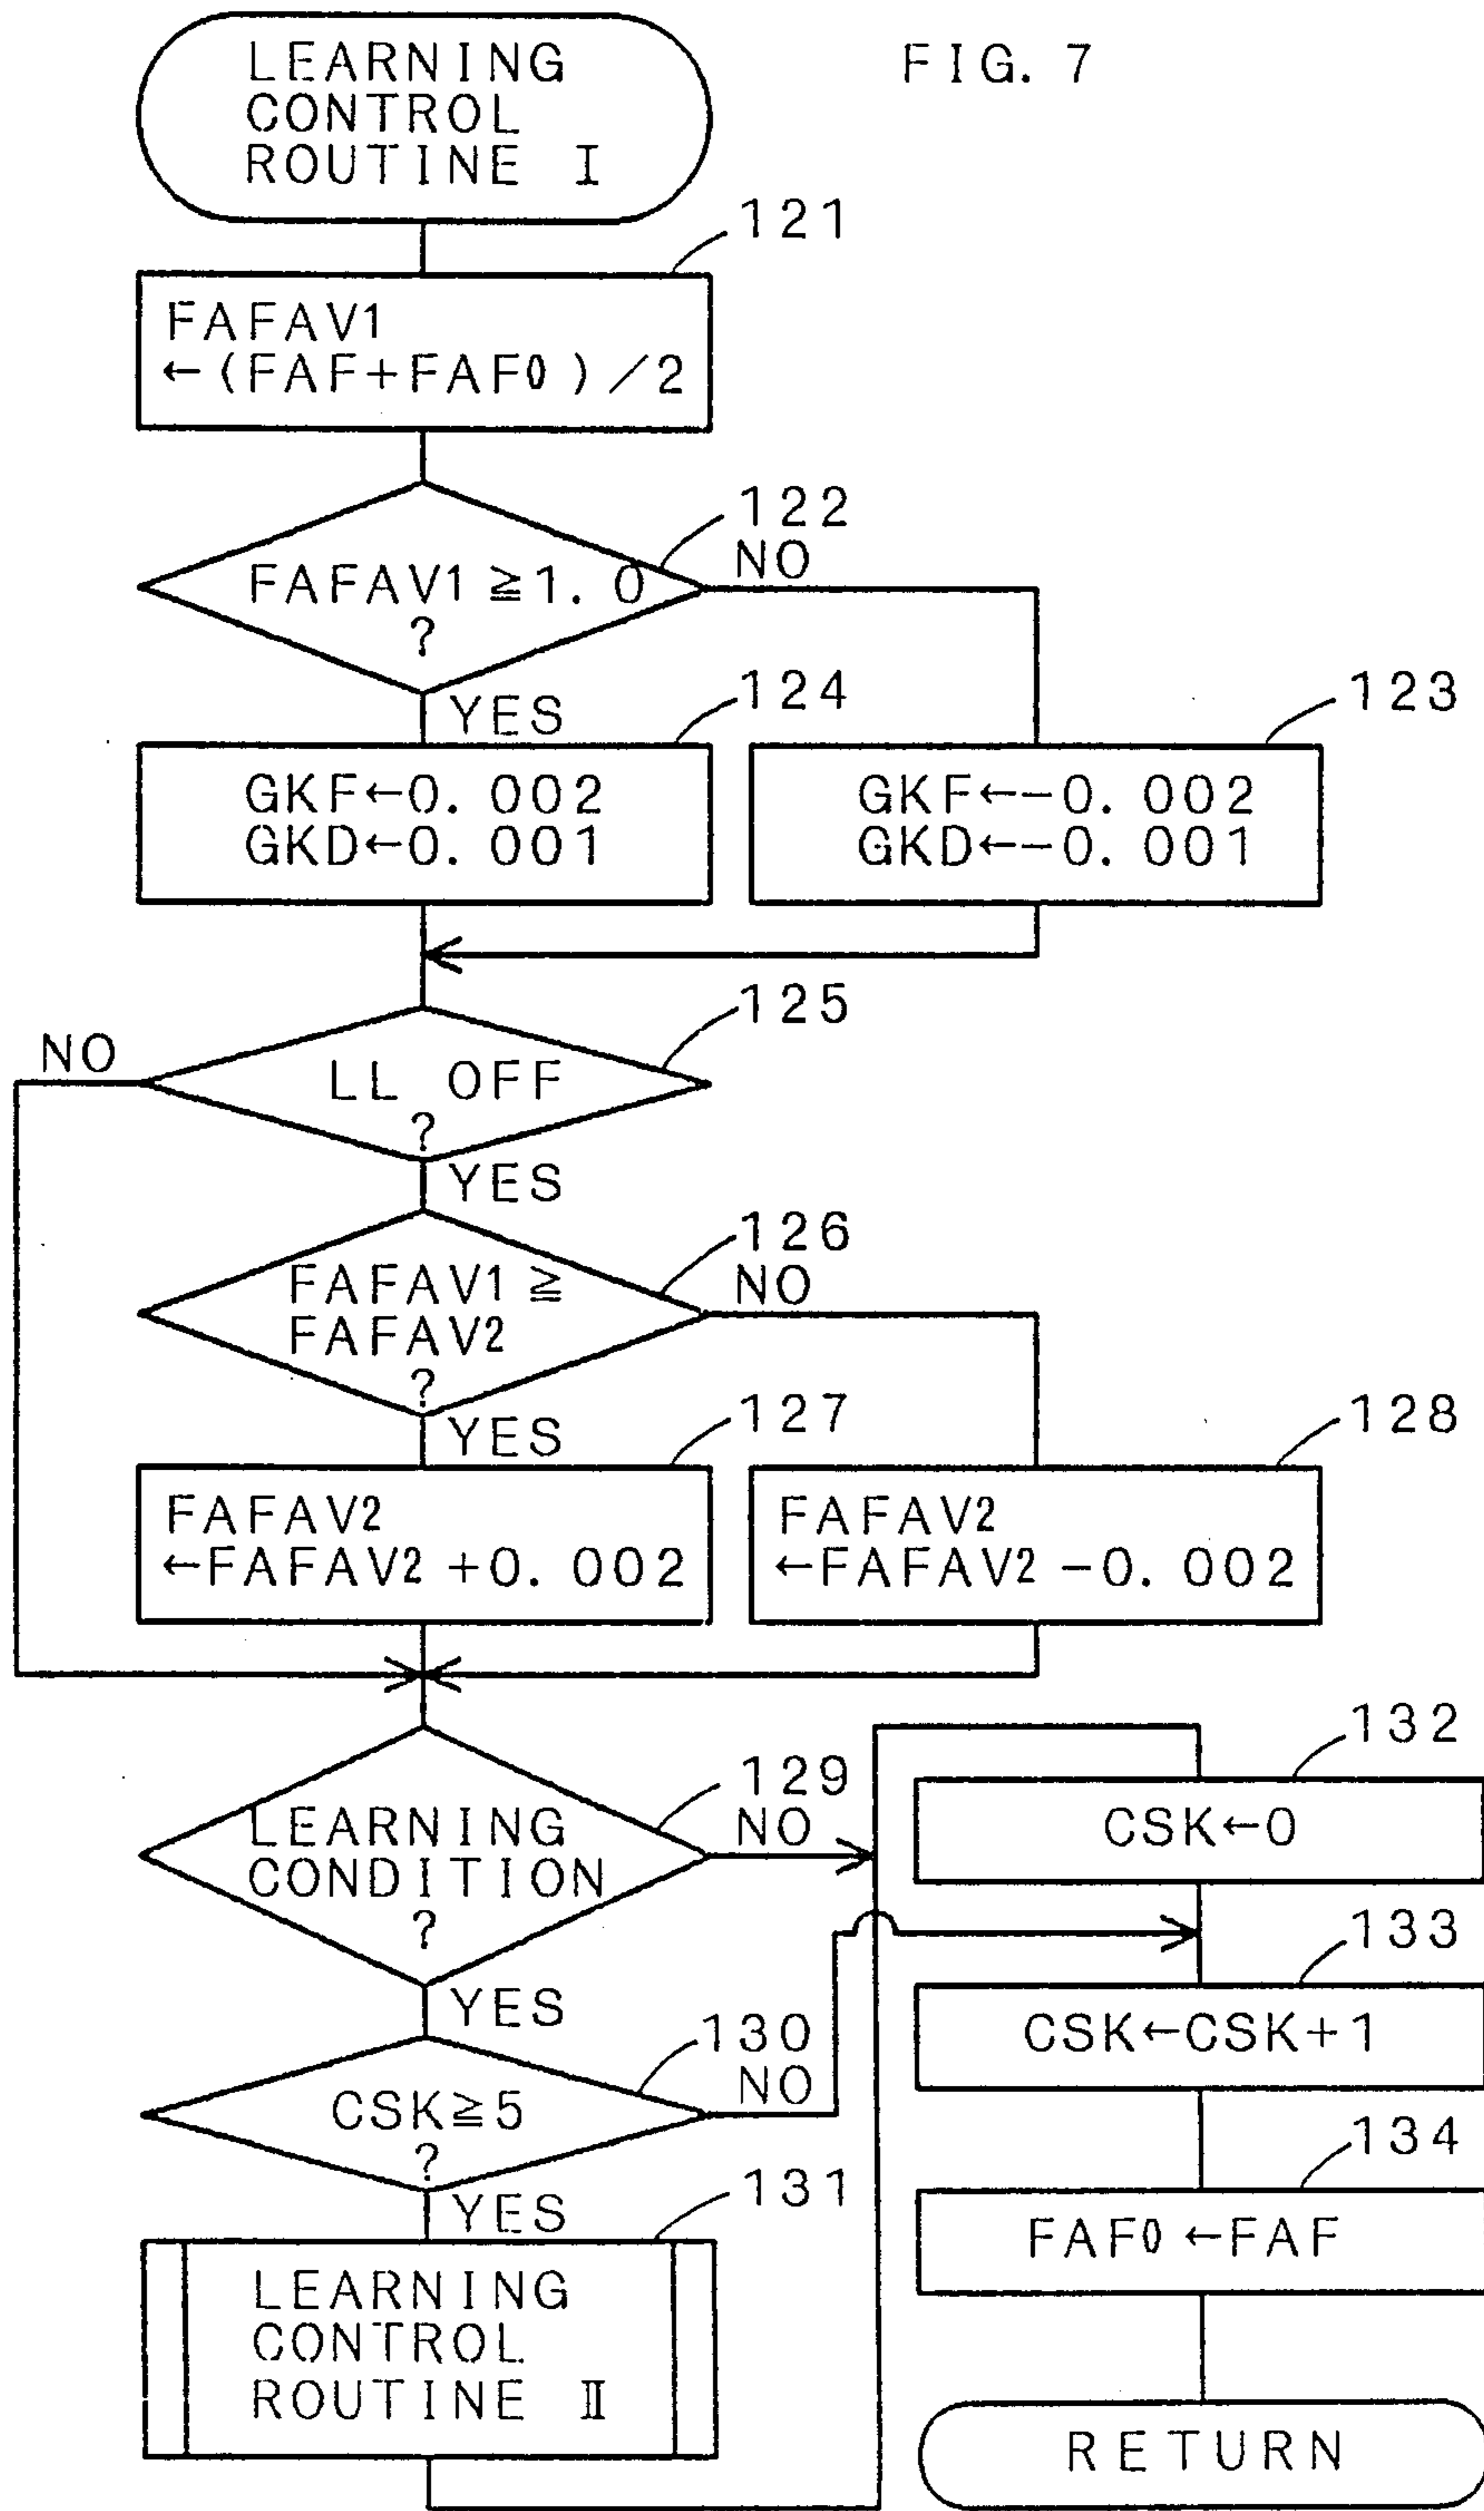 FIG. 7
LEARNING
CONTROL
ROUTINE I
121
FAFAV1
←(FAF+FAF0)/2
122
FAFAV1≧1.0
?
NO
YES
124
GKF←0.002
GKD←0.001
123
GKF←-0.002
GKD←-0.001
125
LL OFF
?
NO
YES
126
FAFAV1≧
FAFAV2
?
NO
YES
127
FAFAV2
←FAFAV2+0.002
128
FAFAV2
←FAFAV2-0.002
129
LEARNING
CONDITION
?
NO
YES
130
CSK≧5
?
NO
YES
131
LEARNING
CONTROL
ROUTINE II
132
CSK←0
133
CSK←CSK+1
134
FAF0←FAF
RETURN